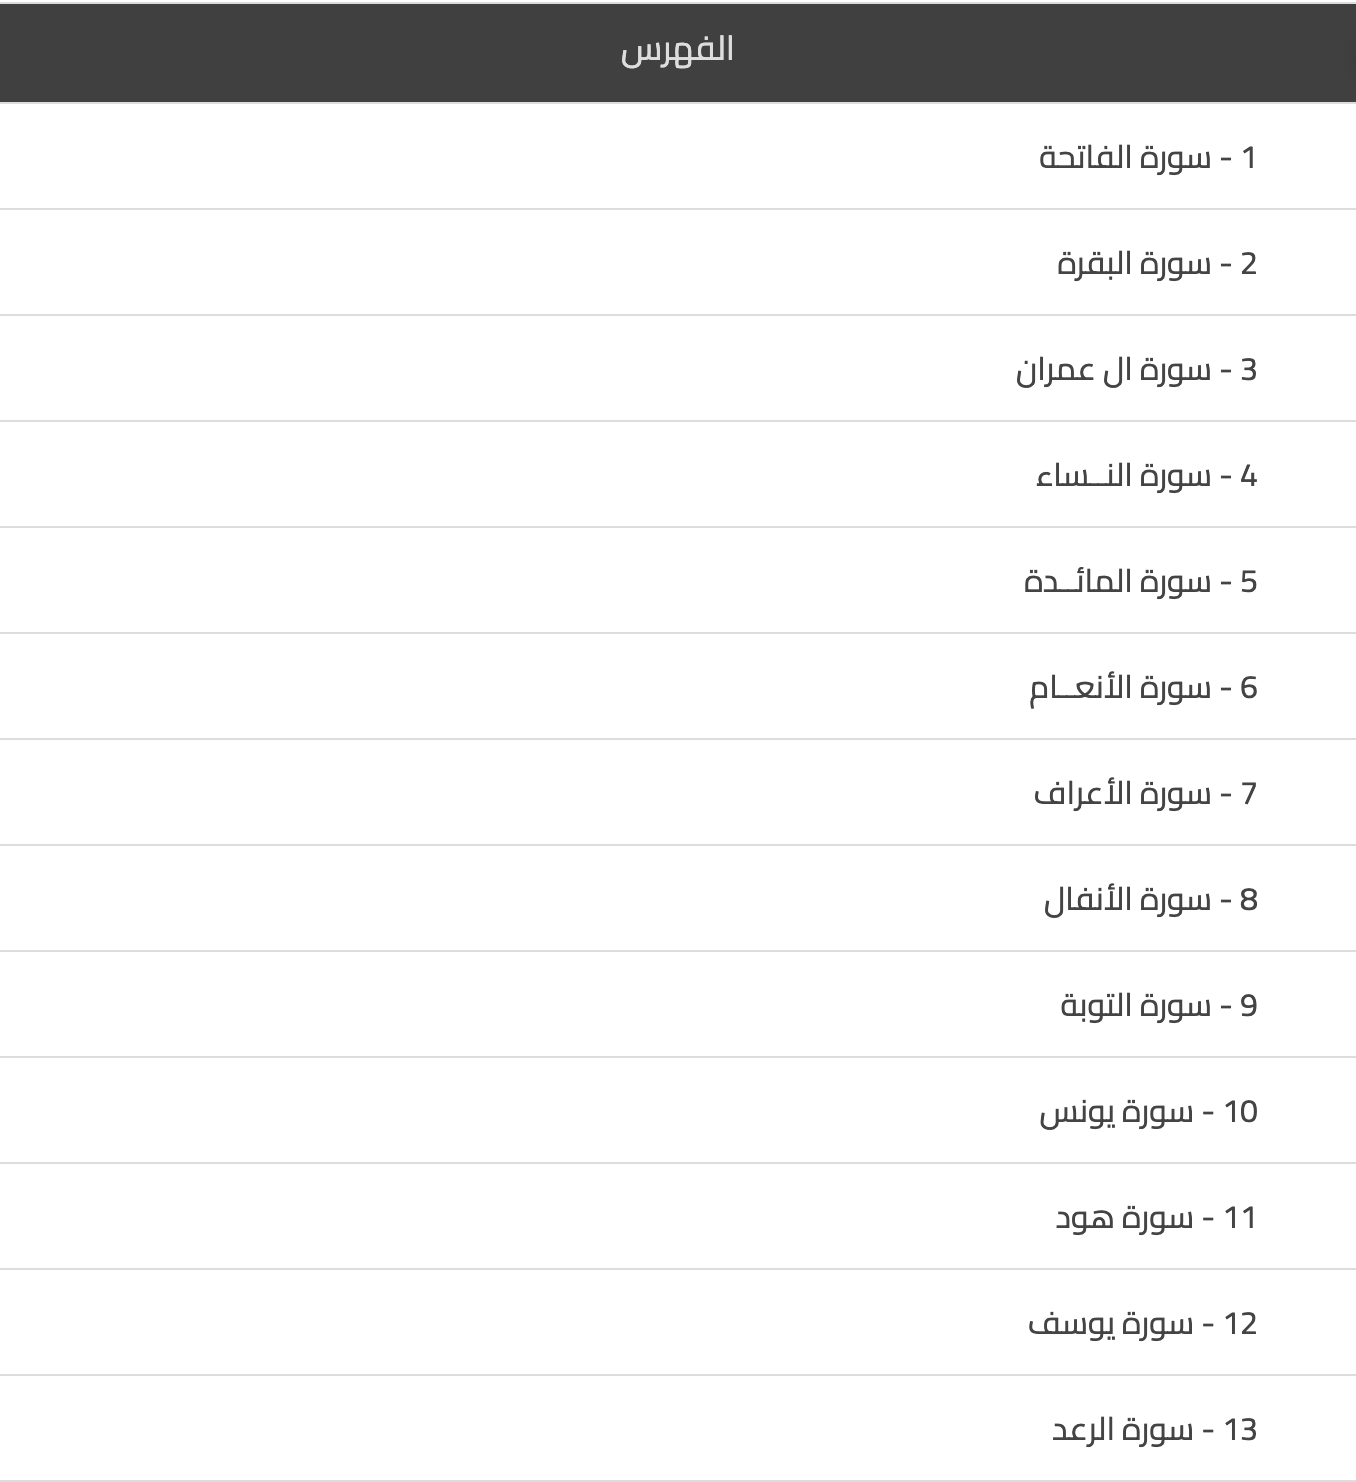 الفهرس
1 - سورة الفاتحة
2 - سورة البقرة
3 - سورة ال عمران
4 - سورة النــساء
5 - سورة المائــدة
6 - سورة الأنعــام
7 - سورة الأعراف
8 - سورة الأنفال
9 - سورة التوبة
10 - سورة يونس
11 - سورة هود
12 - سورة يوسف
13 - سورة الرعد